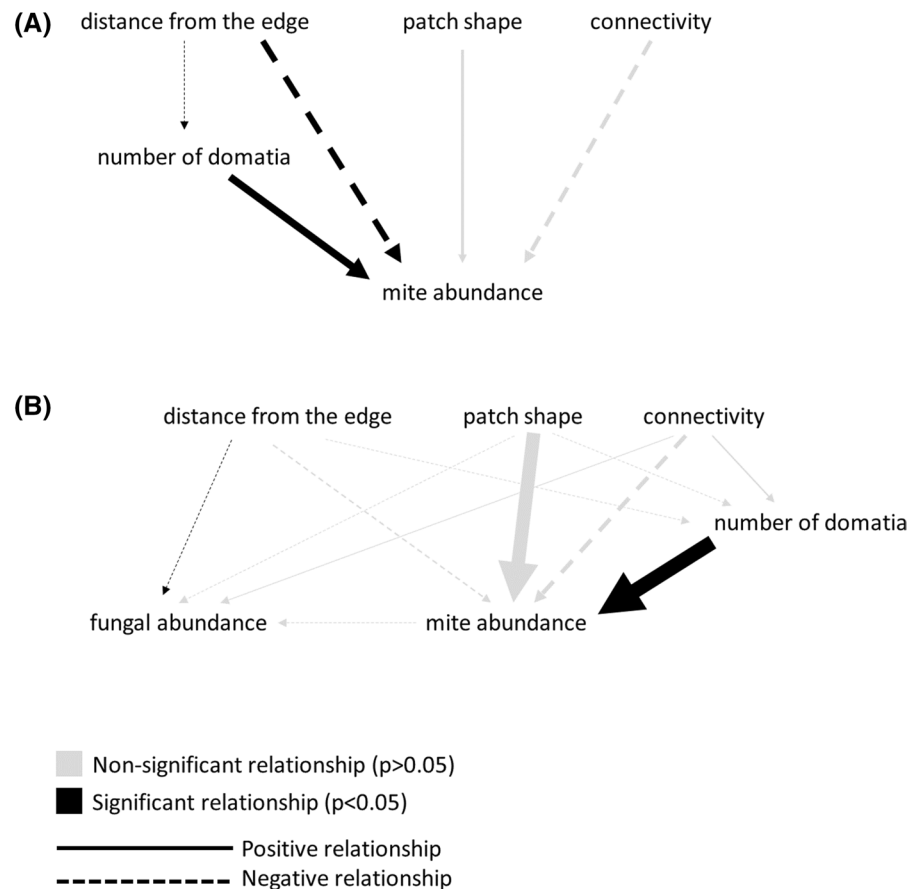 (A)
distance from the edge patch shape connectivity
number of domatia
mite abundance
(B)
distance from the edge patch shape connectivity
number of domatia
fungal abundance mite abundance
Non-significant relationship (p>0.05)
Significant relationship (p<0.05)
Positive relationship
Negative relationship